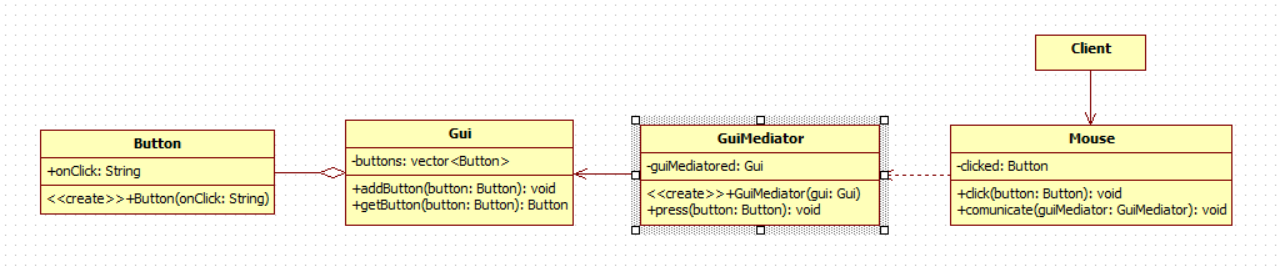 Client
Button
+onClick: String
<<create>>+Button(onClick: String)
Gui
-buttons: vector<Button>
+addButton(button: Button): void
+getButton(button: Button): Button
GuiMediator
-guiMediatored: Gui
<<create>>+GuiMediator(gui: Gui)
+press(button: Button): void
Mouse
-clicked: Button
+click(button: Button): void
+comunicate(guiMediator: GuiMediator): void